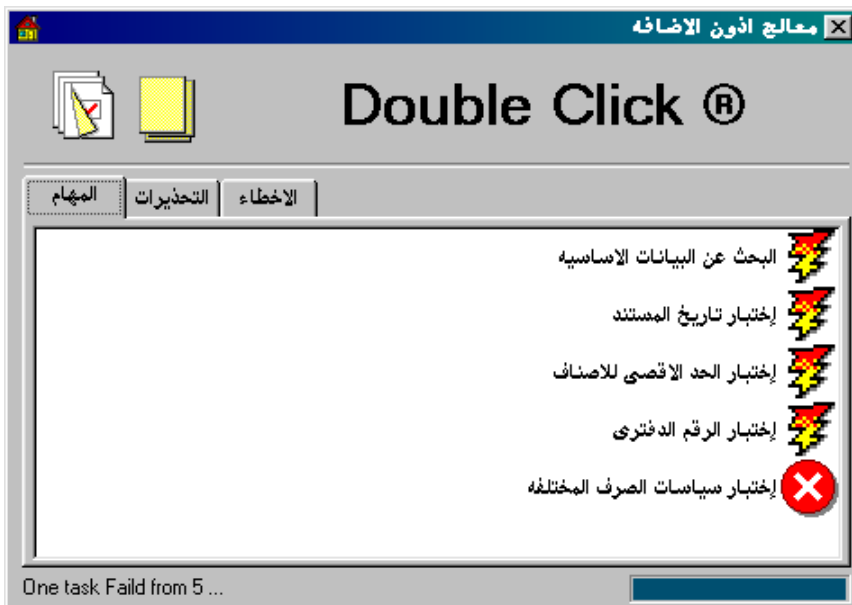 معالج اذون الاضافه
Double Click ®
المهام
التحذيرات
الاخطاء
البحث عن البيانات الاساسيه
إختبار تاريخ المستند
إختبار الحد الاقصى للاصناف
إختبار الرقم الدفترى
إختبار سياسات الصرف المختلفه
One task Faild from 5 ...